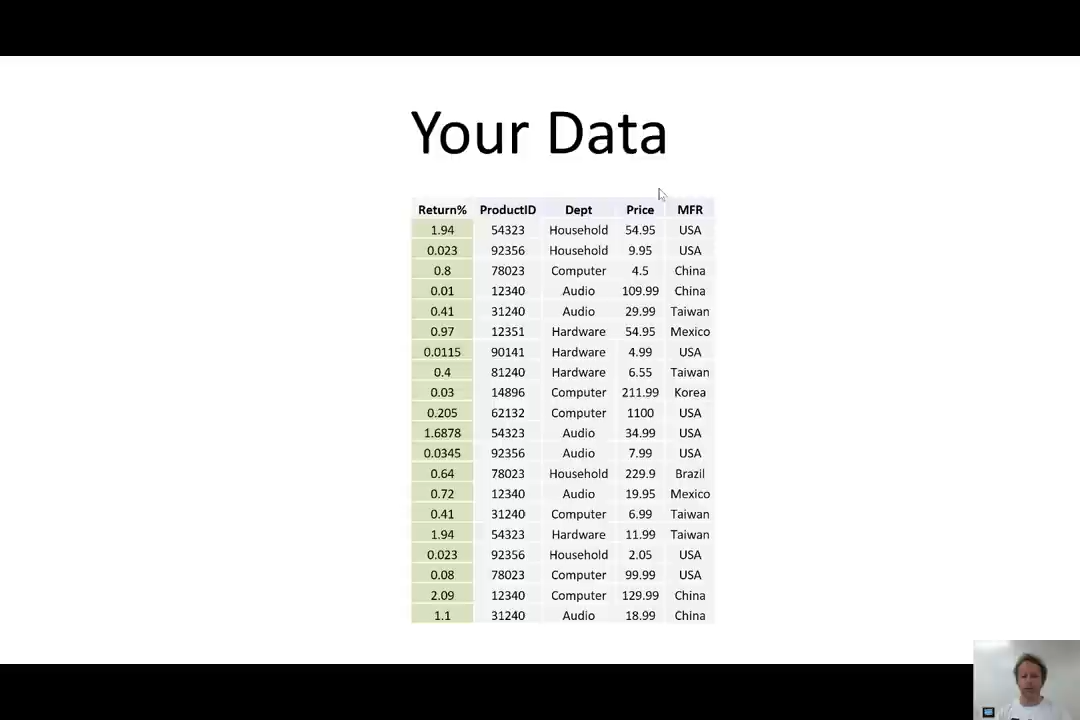 Your Data
Return% ProductID Dept Price MFR
1.94 54323 Household 54.95 USA
0.023 92356 Household 9.95 USA
0.8 78023 Computer 4.5 China
0.01 12340 Audio 109.99 China
0.41 31240 Audio 29.99 Taiwan
0.97 12351 Hardware 54.95 Mexico
0.0115 90141 Hardware 4.99 USA
0.4 81240 Hardware 6.55 Taiwan
0.03 14896 Computer 211.99 Korea
0.205 62132 Computer 1100 USA
1.6878 54323 Audio 34.99 USA
0.0345 92356 Audio 7.99 USA
0.64 78023 Household 229.9 Brazil
0.72 12340 Audio 19.95 Mexico
0.41 31240 Computer 6.99 Taiwan
1.94 54323 Hardware 11.99 Taiwan
0.023 92356 Household 2.05 USA
0.08 78023 Computer 99.99 USA
2.09 12340 Computer 129.99 China
1.1 31240 Audio 18.99 China